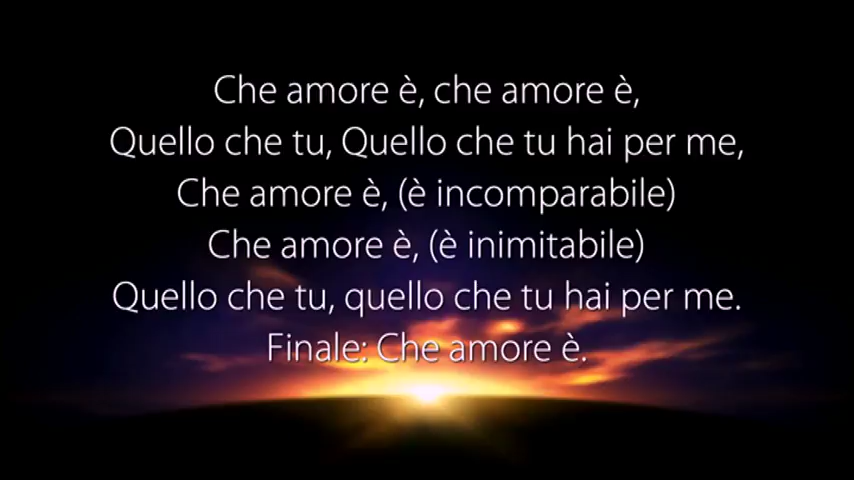 Che amore è, che amore è,
Quello che tu, Quello che tu hai per me,
Che amore è, (è incomparabile)
Che amore è, (è inimitabile)
Quello che tu, quello che tu hai per me.
Finale: Che amore è.